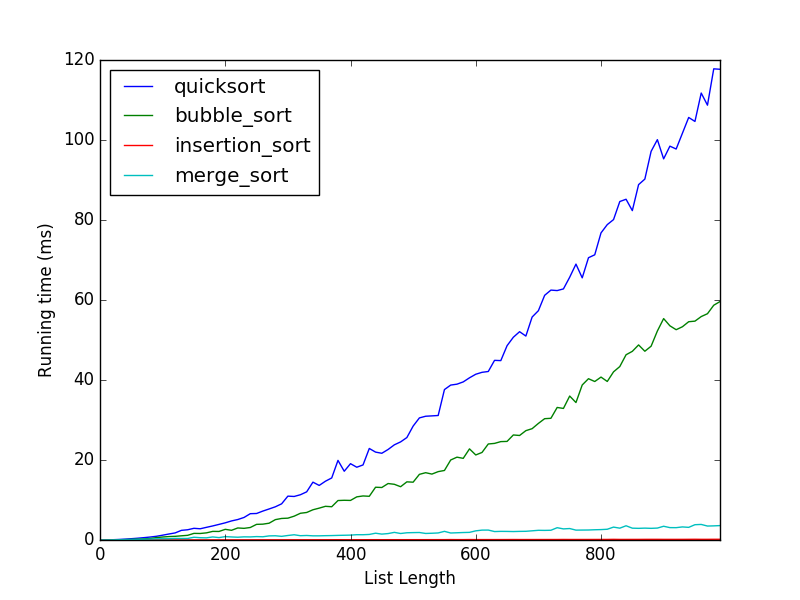 120
100
80
60
40
20
0
quicksort
bubble_sort
insertion_sort
merge_sort
Running time (ms)
0 200 400 600 800
List Length